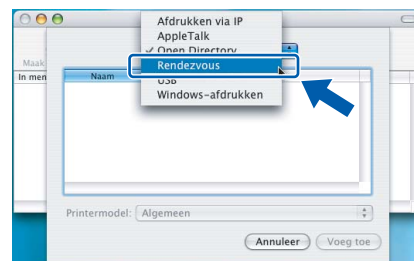 Afdrukken via IP
AppleTalk
✓ Open Directory
Rendezvous
USB
Windows-afdrukken
Maak
In men
Naam
Printermodel: Algemeen
Annuleer
Voeg toe